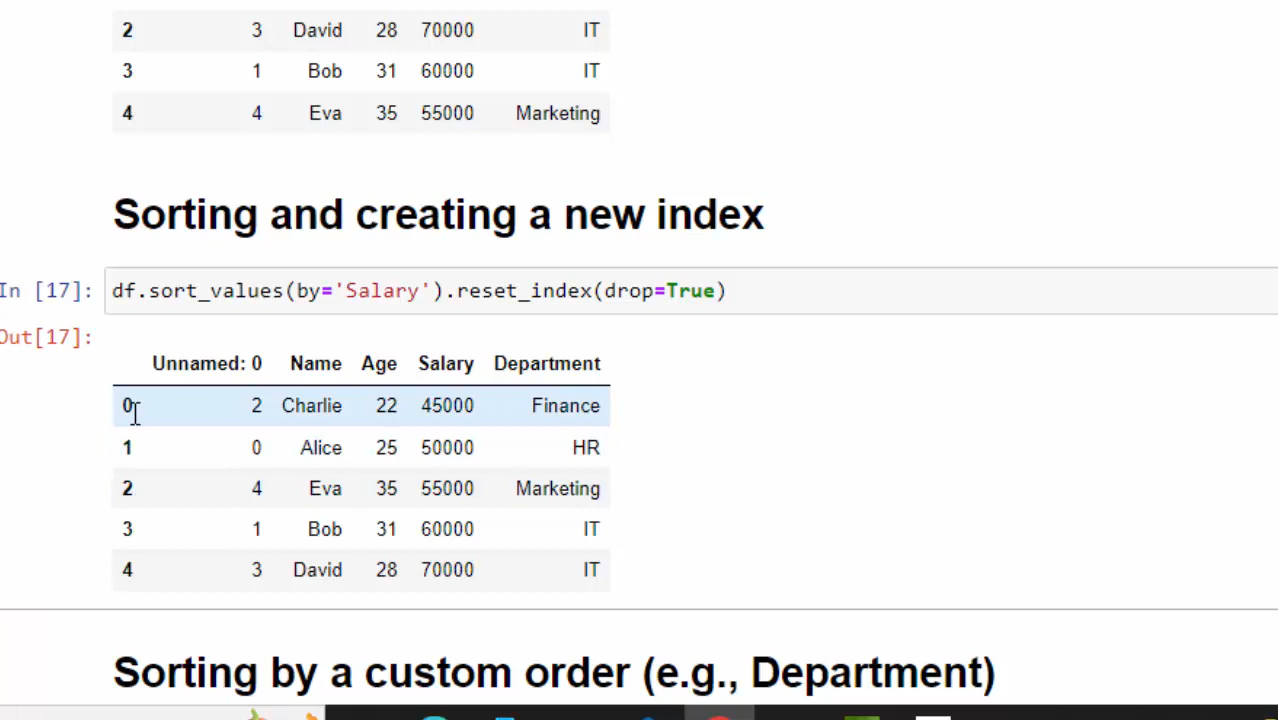 2 3 David 28 70000 IT
3 1 Bob 31 60000 IT
4 4 Eva 35 55000 Marketing
Sorting and creating a new index
In [17]: df.sort_values(by='Salary').reset_index(drop=True)
Out[17]:
Unnamed: 0 Name Age Salary Department
0 2 Charlie 22 45000 Finance
1 0 Alice 25 50000 HR
2 4 Eva 35 55000 Marketing
3 1 Bob 31 60000 IT
4 3 David 28 70000 IT
Sorting by a custom order (e.g., Department)